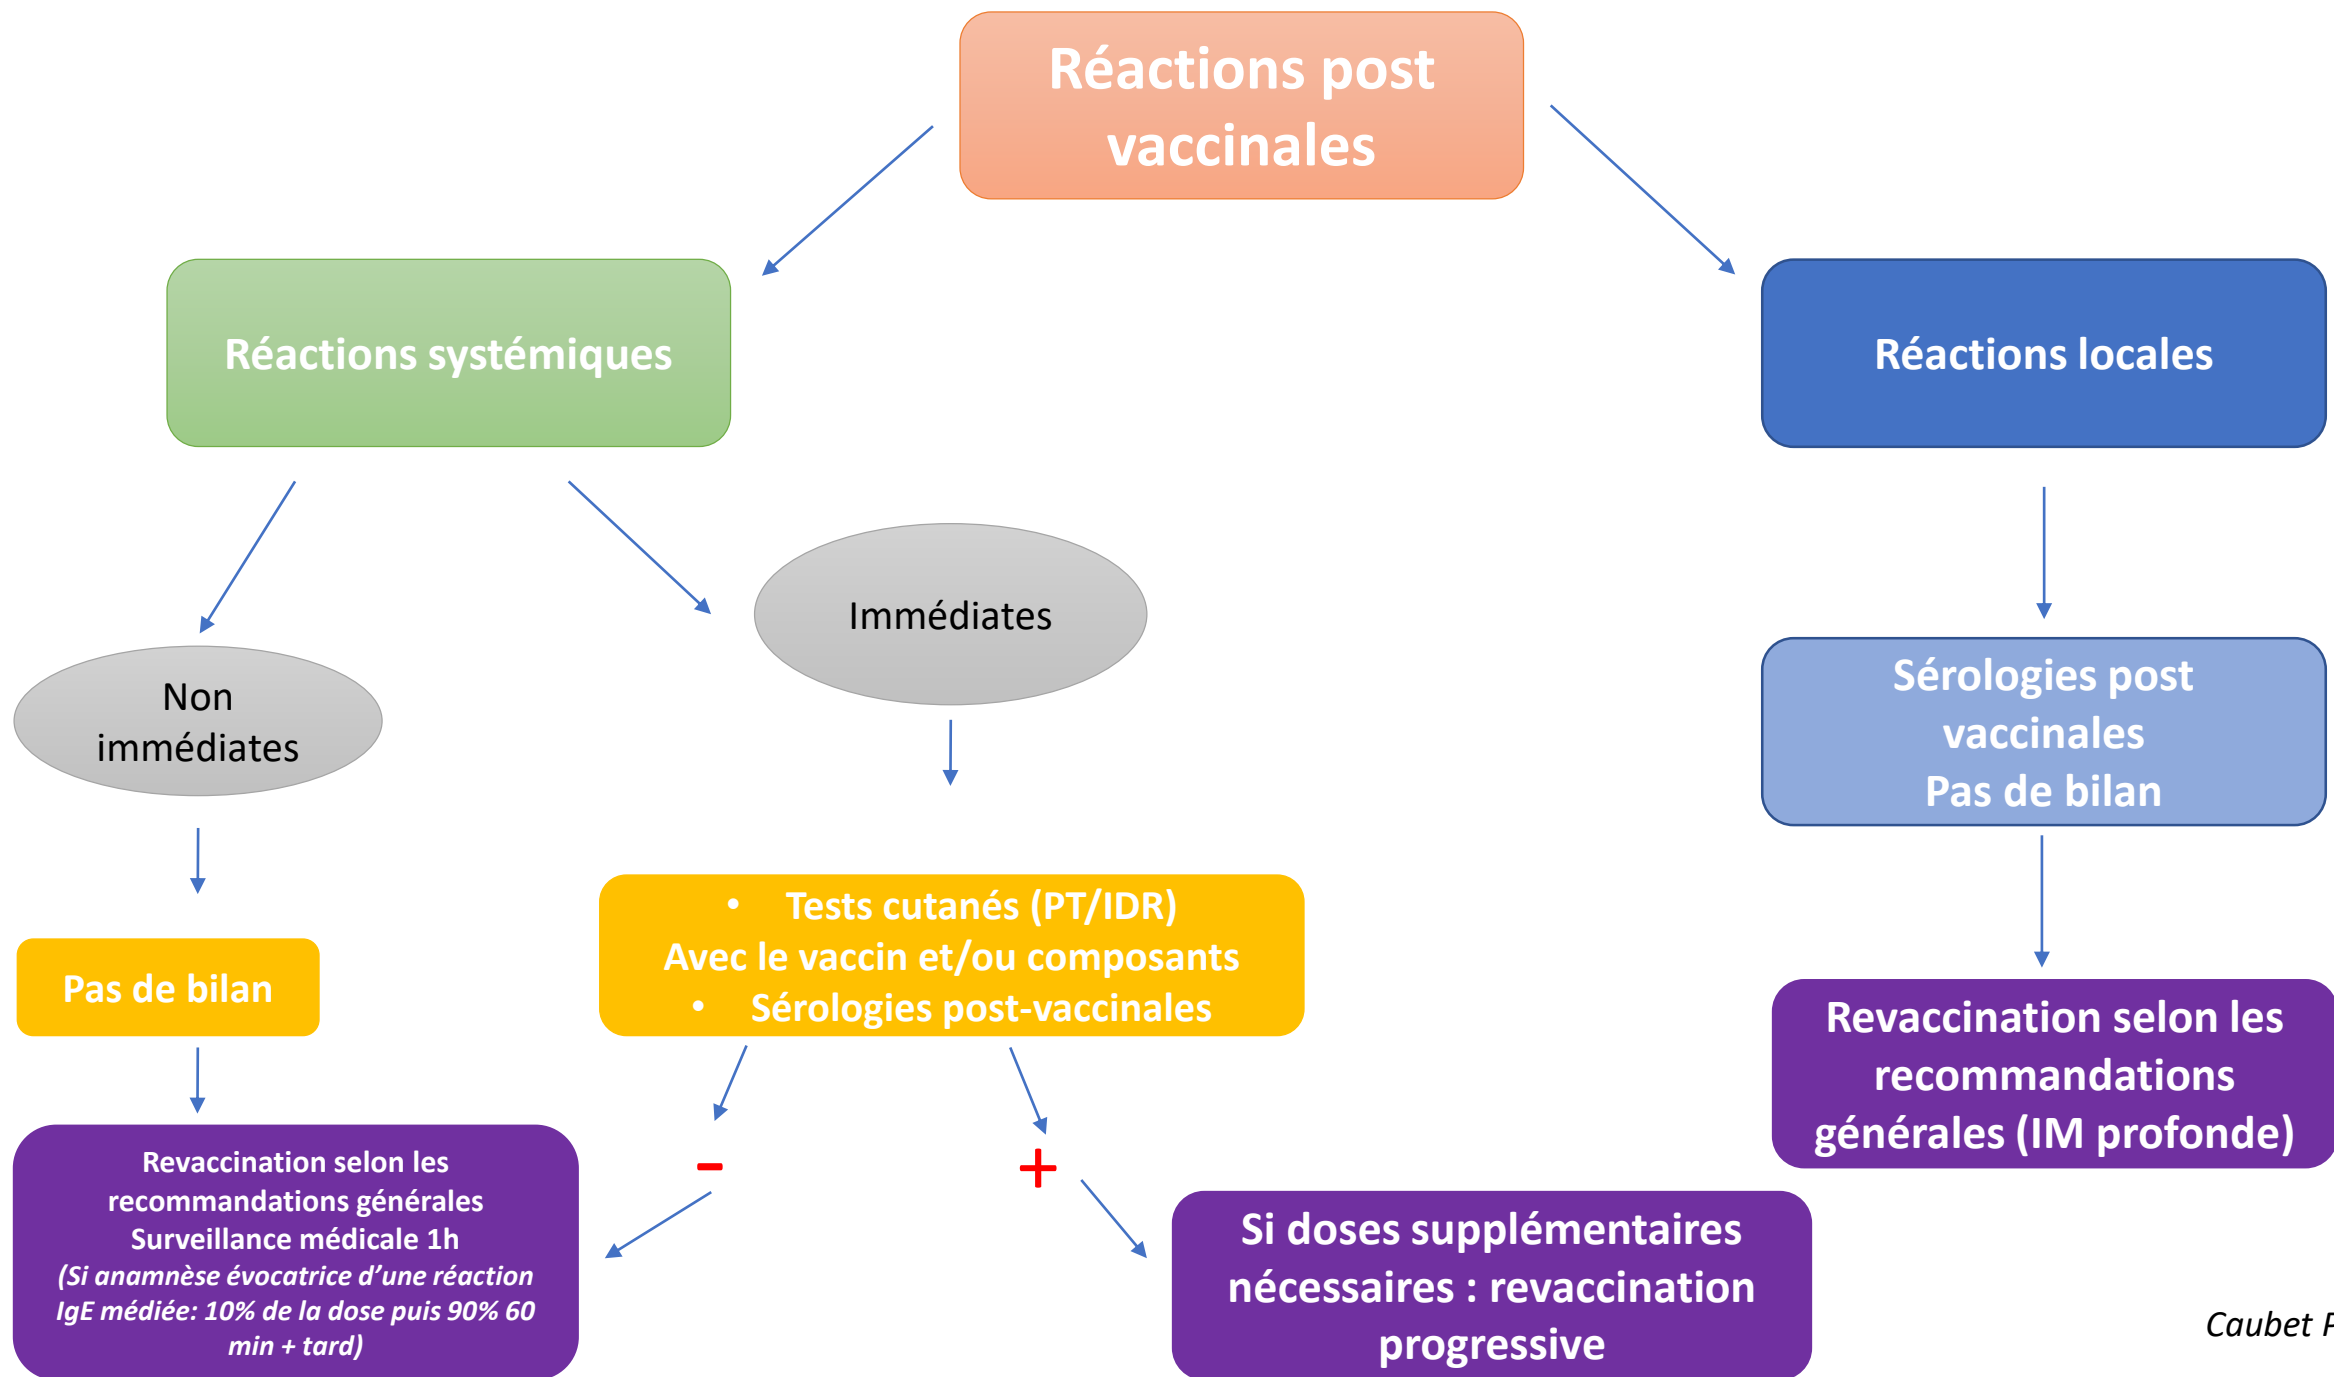 Réactions post
vaccinales
Réactions systémiques
Réactions locales
Immédiates
Non
immédiates
Sérologies post
vaccinales
Pas de bilan
• Tests cutanés (PT/IDR)
Avec le vaccin et/ou composants
• Sérologies post-vaccinales
Pas de bilan
Revaccination selon les
recommandations
générales (IM profonde)
-
+
Revaccination selon les
recommandations générales
Surveillance médicale 1h
(Si anamnèse évocatrice d’une réaction
IgE médiée: 10% de la dose puis 90% 60
min + tard)
Si doses supplémentaires
nécessaires : revaccination
progressive
Caubet P